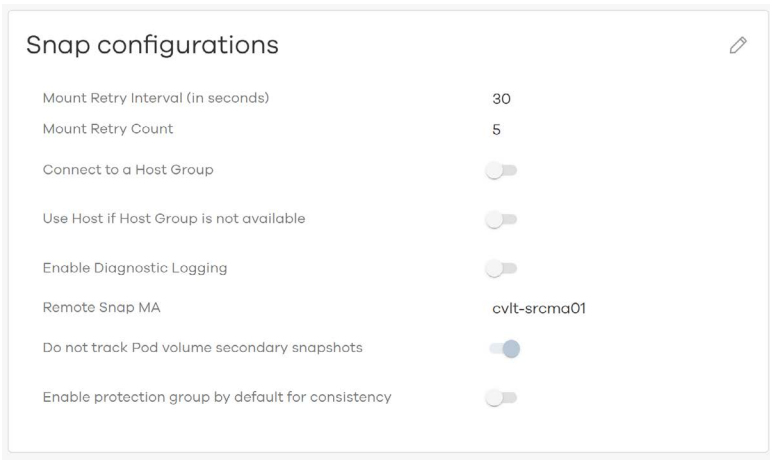 Snap configurations
Mount Retry Interval (in seconds) 30
Mount Retry Count 5
Connect to a Host Group
Use Host if Host Group is not available
Enable Diagnostic Logging
Remote Snap MA cvlt-srcma01
Do not track Pod volume secondary snapshots
Enable protection group by default for consistency